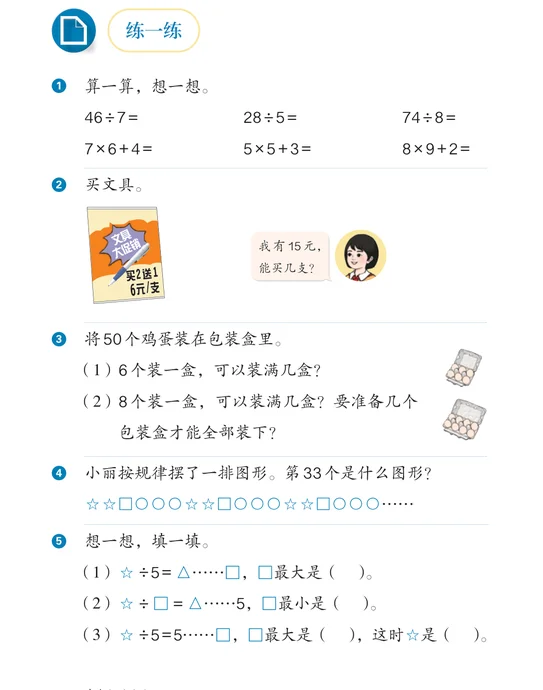 练一练
1 算一算，想一想。
46÷7= 28÷5= 74÷8=
7×6+4= 5×5+3= 8×9+2=
2 买文具。
文具
大促销
买2送1
6元/支
我有15元，
能买几支？
3 将50个鸡蛋装在包装盒里。
（1）6个装一盒，可以装满几盒？
（2）8个装一盒，可以装满几盒？要准备几个
包装盒才能全部装下？
4 小丽按规律摆了一排图形。第33个是什么图形？
☆☆□○○○☆☆□○○○☆☆□○○○……
5 想一想，填一填。
（1）☆÷5=△……□，□最大是（ ）。
（2）☆÷□=△……5，□最小是（ ）。
（3）☆÷5=5……□，□最大是（ ），这时☆是（ ）。